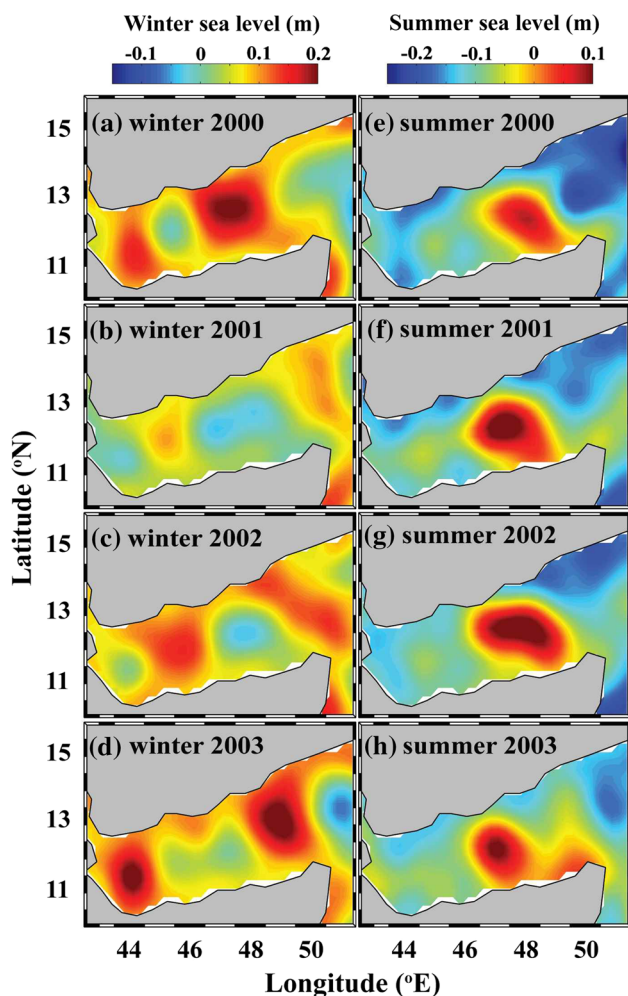 Winter sea level (m) Summer sea level (m)
-0.1 0 0.1 0.2 -0.2 -0.1 0 0.1
(a) winter 2000 (e) summer 2000
15
13
11
(b) winter 2001 (f) summer 2001
15
13
11
(c) winter 2002 (g) summer 2002
15
13
11
(d) winter 2003 (h) summer 2003
15
13
11
Latitude (°N)
44 46 48 50 44 46 48 50
Longitude (°E)